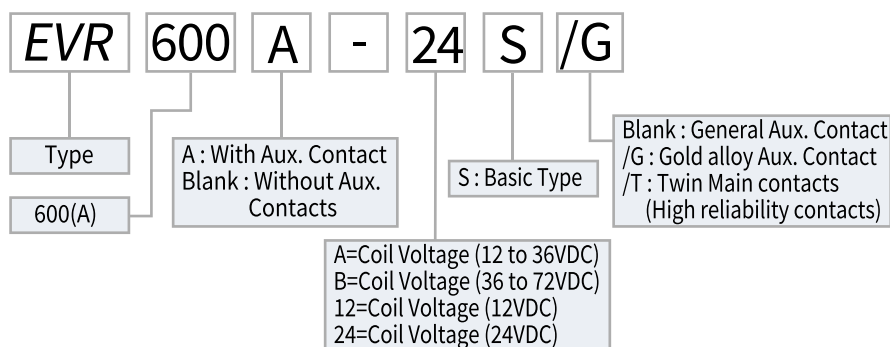 EVR 600 A - 24 S /G
Type
600(A)
A : With Aux. Contact
Blank : Without Aux.
Contacts
S : Basic Type
Blank : General Aux. Contact
/G : Gold alloy Aux. Contact
/T : Twin Main contacts
(High reliability contacts)
A=Coil Voltage (12 to 36VDC)
B=Coil Voltage (36 to 72VDC)
12=Coil Voltage (12VDC)
24=Coil Voltage (24VDC)